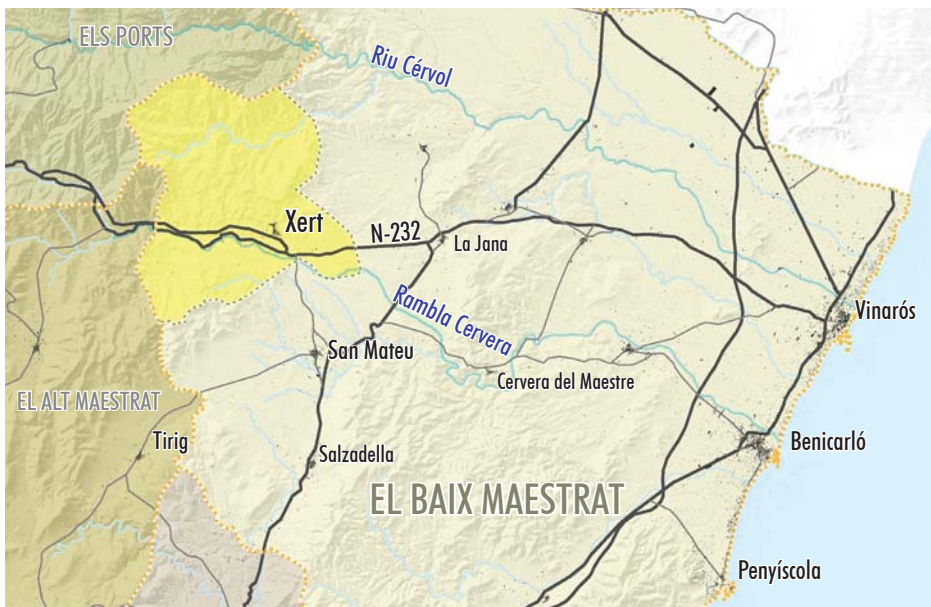 ELS PORTS
Riu Cérvol
Xert
N-232
La Jana
Rambla Cervera
Vinarós
San Mateu
Cervera del Maestre
EL ALT MAESTRAT
Tirig
Benicarló
Salzadella
EL BAIX MAESTRAT
Penyíscola